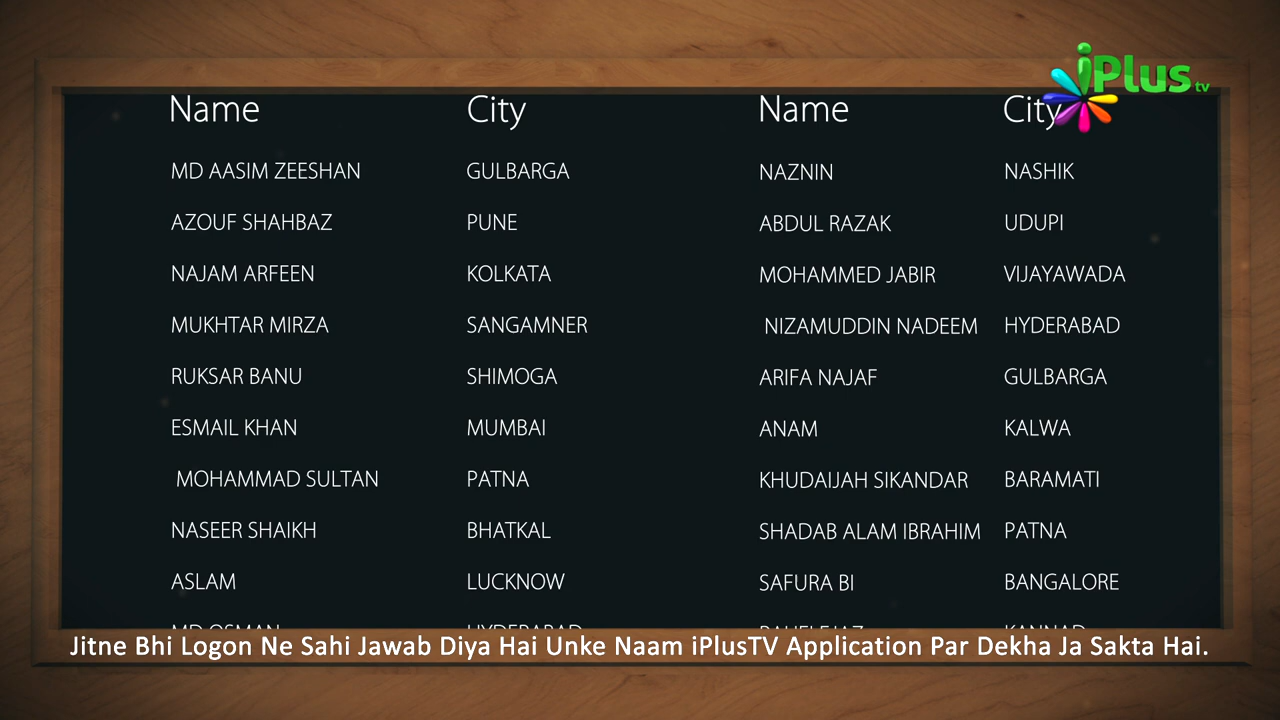 iPlus tv
Name City Name City
MD AASIM ZEESHAN GULBARGA NAZNIN NASHIK
AZOUF SHAHBAZ PUNE ABDUL RAZAK UDUPI
NAJAM ARFEEN KOLKATA MOHAMMED JABIR VIJAYAWADA
MUKHTAR MIRZA SANGAMNER NIZAMUDDIN NADEEM HYDERABAD
RUKSAR BANU SHIMOGA ARIFA NAJAF GULBARGA
ESMAIL KHAN MUMBAI ANAM KALWA
MOHAMMAD SULTAN PATNA KHUDAIJAH SIKANDAR BARAMATI
NASEER SHAIKH BHATKAL SHADAB ALAM IBRAHIM PATNA
ASLAM LUCKNOW SAFURA BI BANGALORE
MD OSMAN HYDERABAD KANNAD
Jitne Bhi Logon Ne Sahi Jawab Diya Hai Unke Naam iPlusTV Application Par Dekha Ja Sakta Hai.